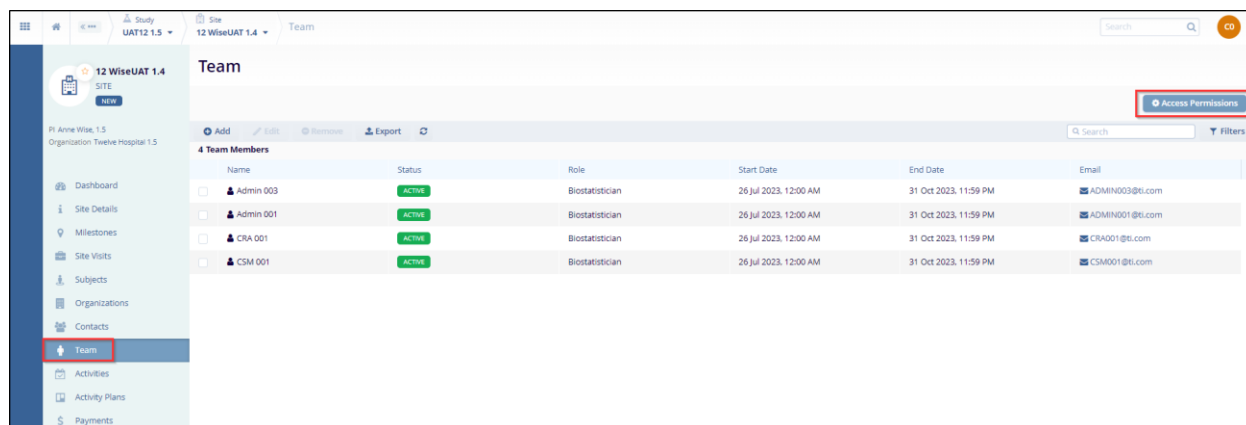 Study
UAT12 1.5
Site
12 WiseUAT 1.4
Team
Search
CD
12 WiseUAT 1.4
SITE
NEW
PI Anne Wise, 1.5
Organization Twelve Hospital 1.5
Dashboard
Site Details
Milestones
Site Visits
Subjects
Organizations
Contacts
Team
Activities
Activity Plans
$ Payments
Team
Access Permissions
Add Edit Remove Export
Search
Filters
4 Team Members
Name Status Role Start Date End Date Email
Admin 003 ACTIVE Biostatistician 26 Jul 2023, 12:00 AM 31 Oct 2023, 11:59 PM ADMIN003@ti.com
Admin 001 ACTIVE Biostatistician 26 Jul 2023, 12:00 AM 31 Oct 2023, 11:59 PM ADMIN001@ti.com
CRA 001 ACTIVE Biostatistician 26 Jul 2023, 12:00 AM 31 Oct 2023, 11:59 PM CRA001@ti.com
CSM 001 ACTIVE Biostatistician 26 Jul 2023, 12:00 AM 31 Oct 2023, 11:59 PM CSM001@ti.com